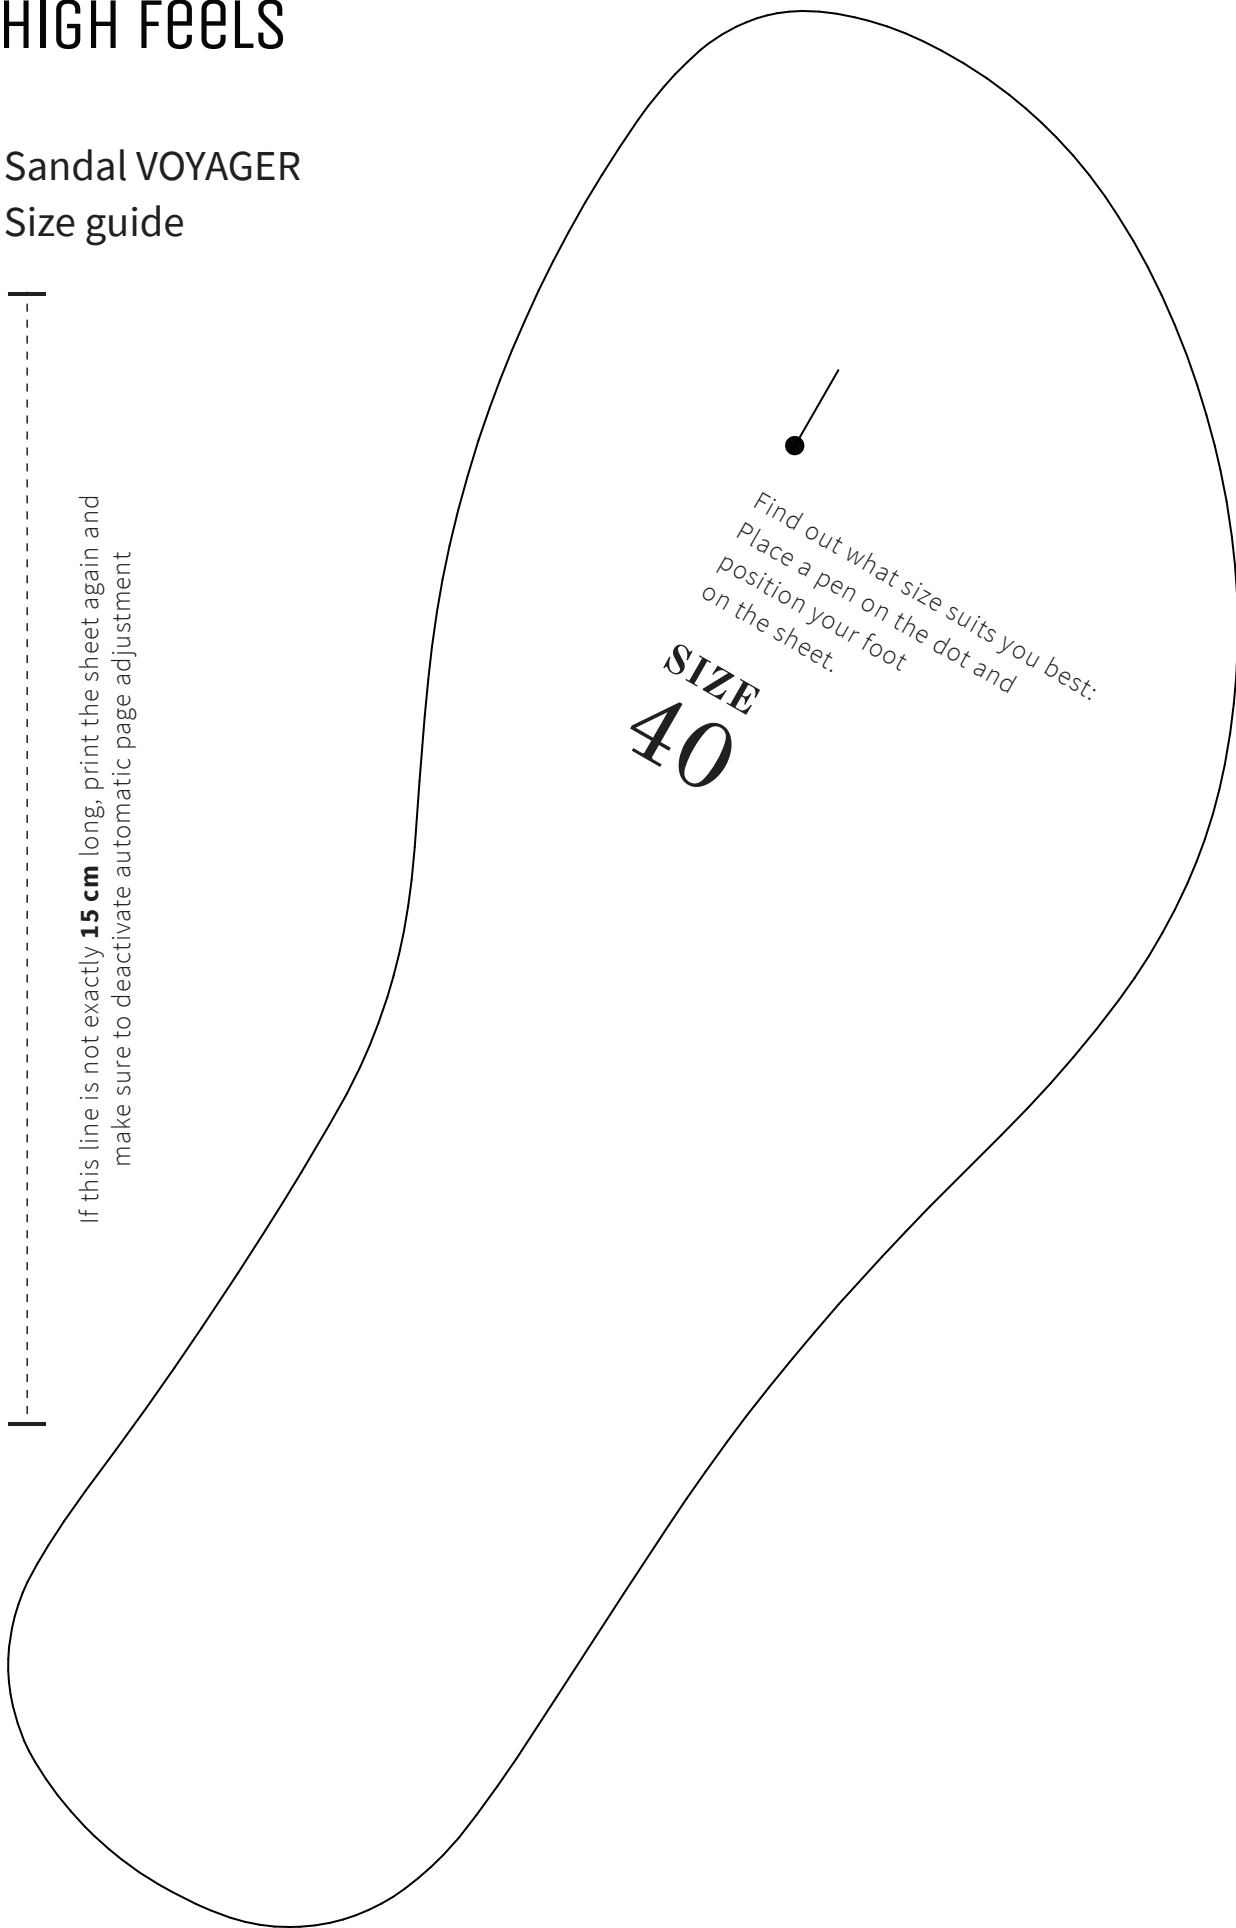 HIGH FeeLS
Sandal VOYAGER
Size guide
If this line is not exactly 15 cm long, print the sheet again and
make sure to deactivate automatic page adjustment
Find out what size suits you best:
Place a pen on the dot and
position your foot
on the sheet.
SIZE
40